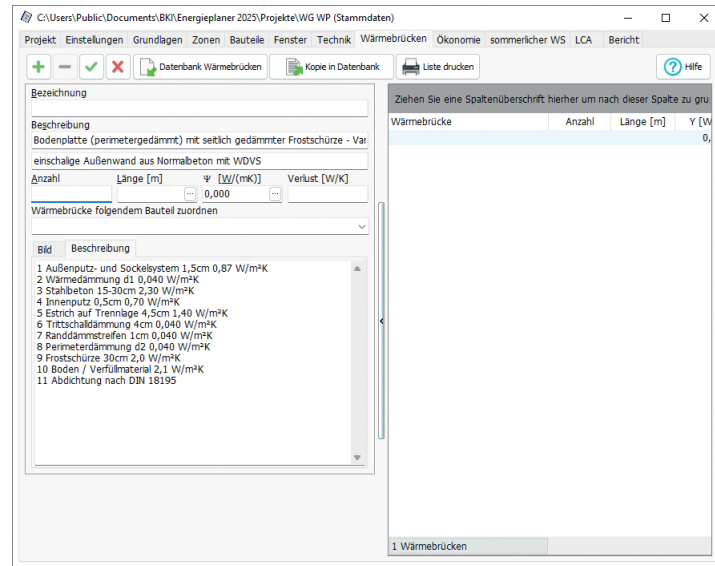 C:\Users\Public\Documents\BKI\Energieplaner 2025\Projekte\WG WP (Stammdaten)
Projekt Einstellungen Grundlagen Zonen Bauteile Fenster Technik Wärmebrücken Ökonomie sommerlicher WS LCA Bericht
Datenbank Wärmebrücken Kopie in Datenbank Liste drucken Hilfe
Bezeichnung
Beschreibung
Bodenplatte (perimetergedämmt) mit seitlich gedämmter Frostschürze - Var
einschalige Außenwand aus Normalbeton mit WDVS
Anzahl Länge [m] Ψ [W/(mK)] Verlust [W/K]
0,000
Wärmebrücke folgendem Bauteil zuordnen
Bild Beschreibung
1 Außenputz- und Sockelsystem 1,5cm 0,87 W/m²K
2 Wärmedämmung d1 0,040 W/m²K
3 Stahlbeton 15-30cm 2,30 W/m²K
4 Innenputz 0,5cm 0,70 W/m²K
5 Estrich auf Trennlage 4,5cm 1,40 W/m²K
6 Trittschalldämmung 4cm 0,040 W/m²K
7 Randdämmstreifen 1cm 0,040 W/m²K
8 Perimeterdämmung d2 0,040 W/m²K
9 Frostschürze 30cm 2,0 W/m²K
10 Boden / Verfüllmaterial 2,1 W/m²K
11 Abdichtung nach DIN 18195
Ziehen Sie eine Spaltenüberschrift hierher um nach dieser Spalte zu gru
Wärmebrücke Anzahl Länge [m] Y [W
0,
1 Wärmebrücken